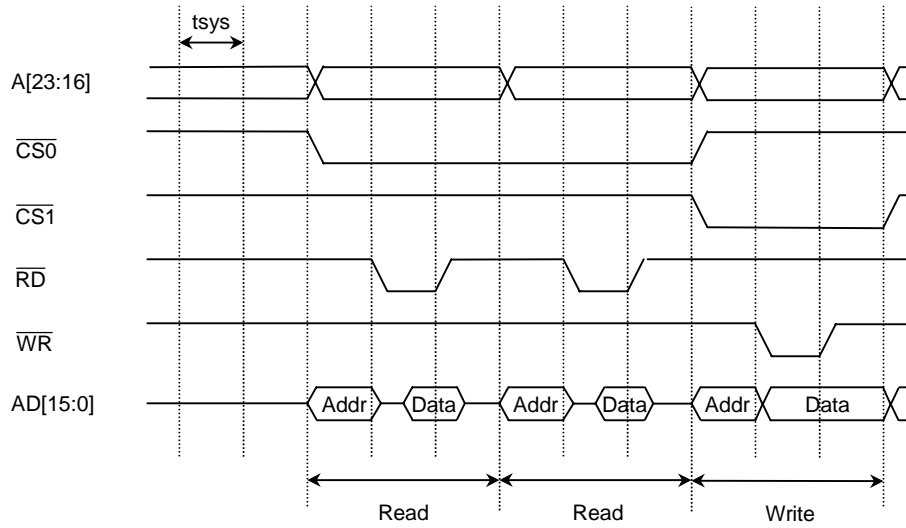 tsys
A[23:16]
CS0
CS1
RD
WR
AD[15:0] Addr Data Addr Data Addr Data
Read Read Write